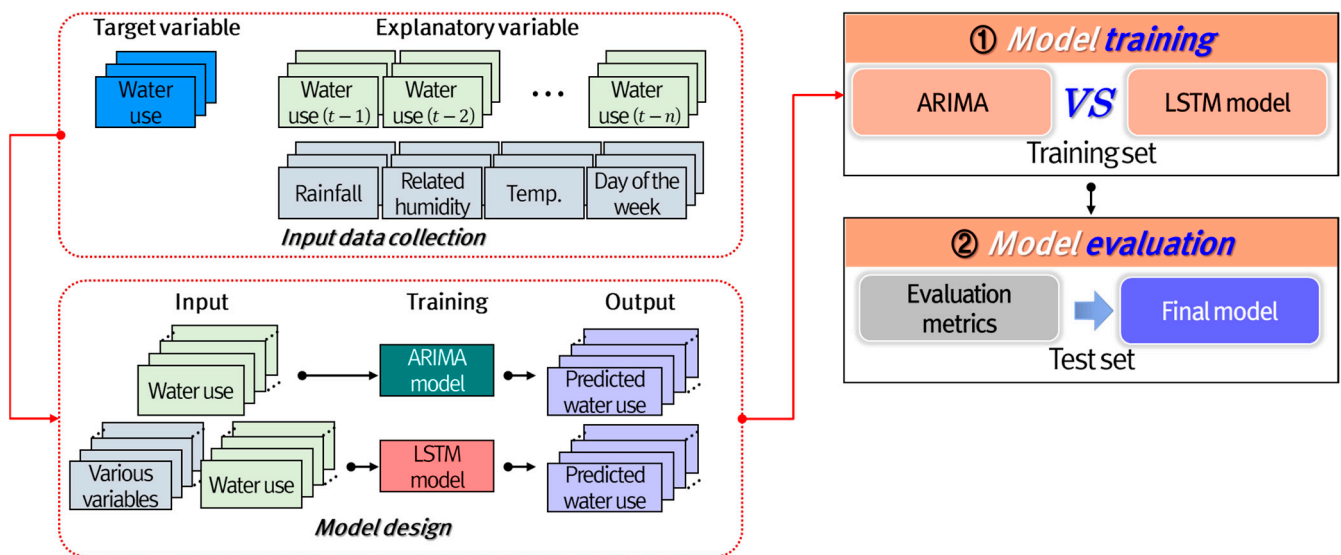 Target variable
Explanatory variable
Water
use
Water
use (t − 1)
Water
use (t − 2)
•••
Water
use (t − n)
Rainfall
Related
humidity
Temp.
Day of the
week
Input data collection
Input
Training
Output
Water use
ARIMA
model
Predicted
water use
Various
variables
Water use
LSTM
model
Predicted
water use
Model design
① Model training
ARIMA
VS
LSTM model
Training set
② Model evaluation
Evaluation
metrics
Final model
Test set